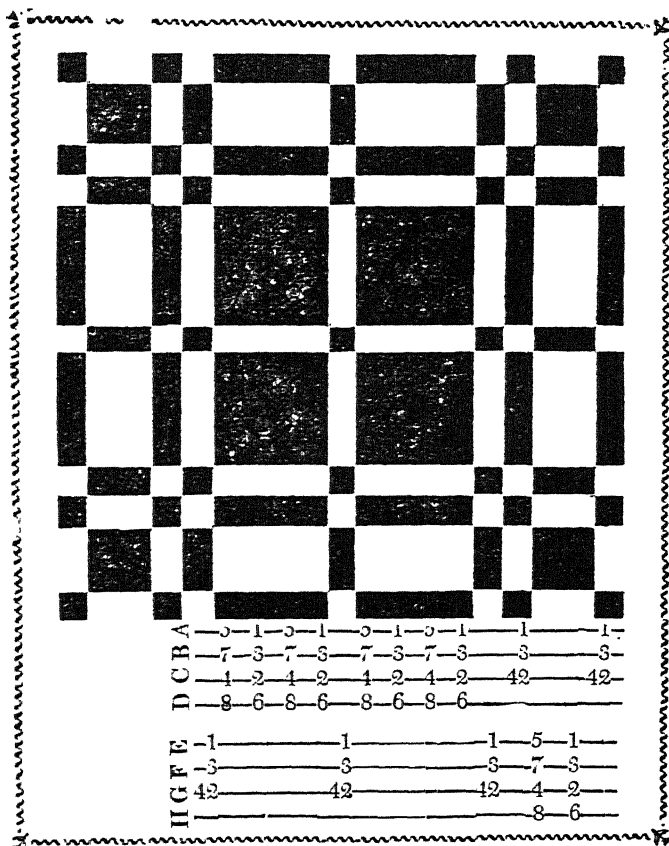 A —5—1—5—1—5—1—5—1—1—1
B —7—3—7—3—7—3—7—3—3—3
C —4—2—4—2—4—2—4—2—42—42
D —8—6—8—6—8—6—8—6
E —1—1—1—5—1
F —3—3—3—7—3
G 42—42—42—4—2
H —8—6